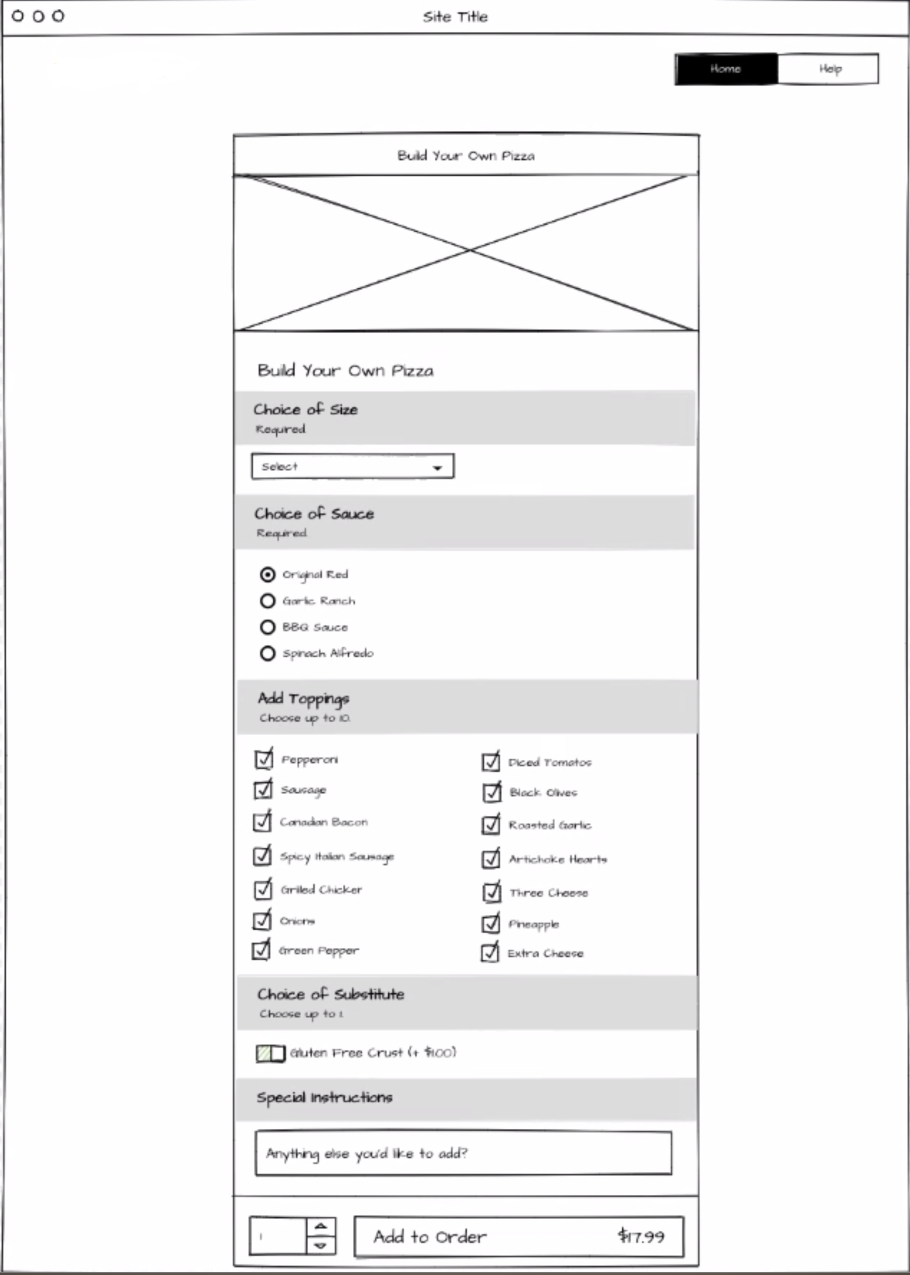 Site Title
Home Help
Build Your Own Pizza
Build Your Own Pizza
Choice of Size
Required.
Select
Choice of Sauce
Required.
Original Red
Garlic Ranch
BBQ Sauce
Spinach Alfredo
Add Toppings
Choose up to 10.
Pepperoni Diced Tomatos
Sausage Black Olives
Canadian Bacon Roasted Garlic
Spicy Italian Sausage Artichoke Hearts
Grilled Chicken Three Cheese
Onions Pineapple
Green Pepper Extra Cheese
Choice of Substitute
Choose up to 1.
Gluten Free Crust (+ $1.00)
Special Instructions
Anything else you'd like to add?
1 Add to Order $17.99